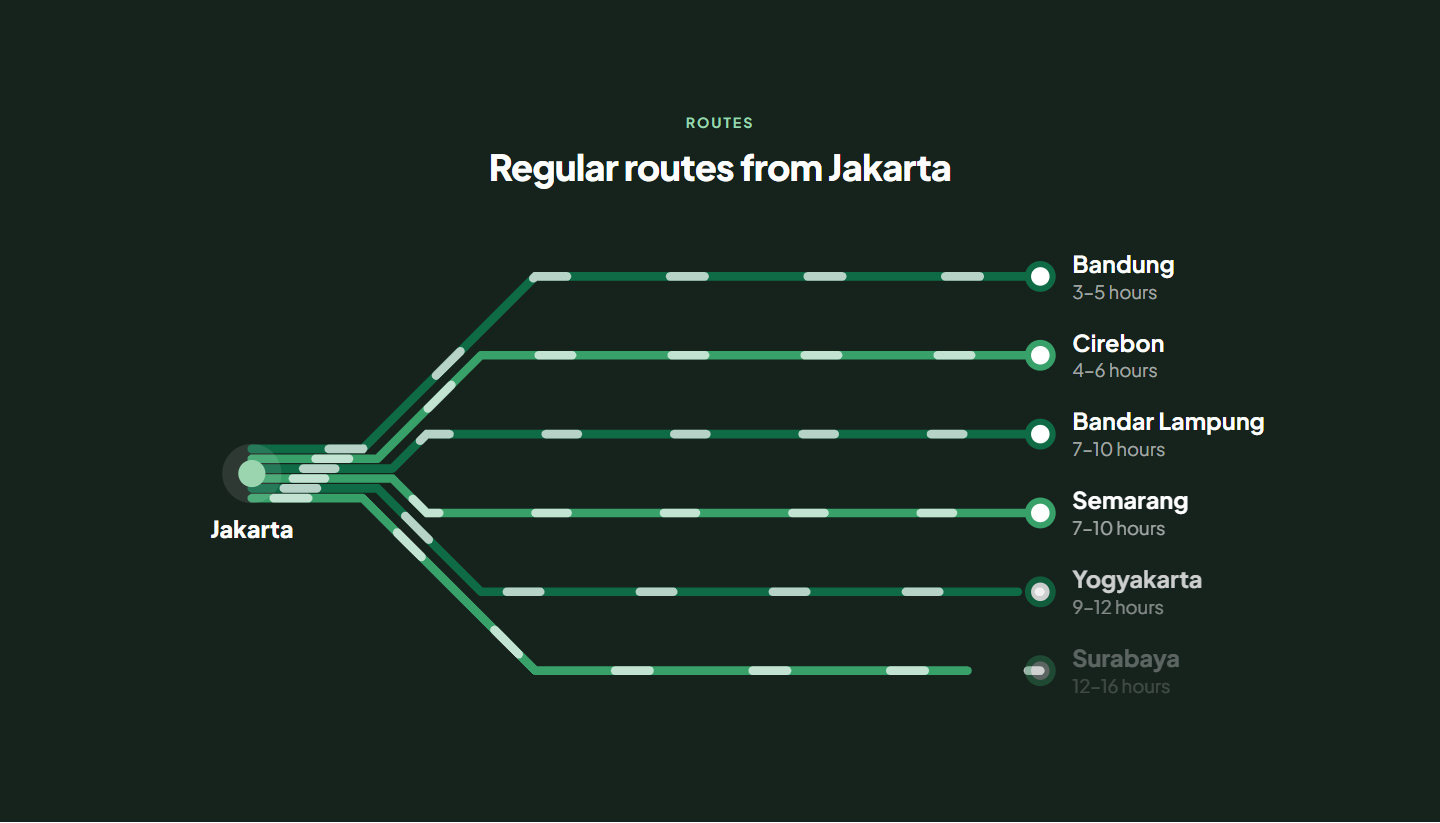 ROUTES
Regular routes from Jakarta
Bandung
3–5 hours
Cirebon
4–6 hours
Bandar Lampung
7–10 hours
Semarang
7–10 hours
Jakarta
Yogyakarta
9–12 hours
Surabaya
12–16 hours